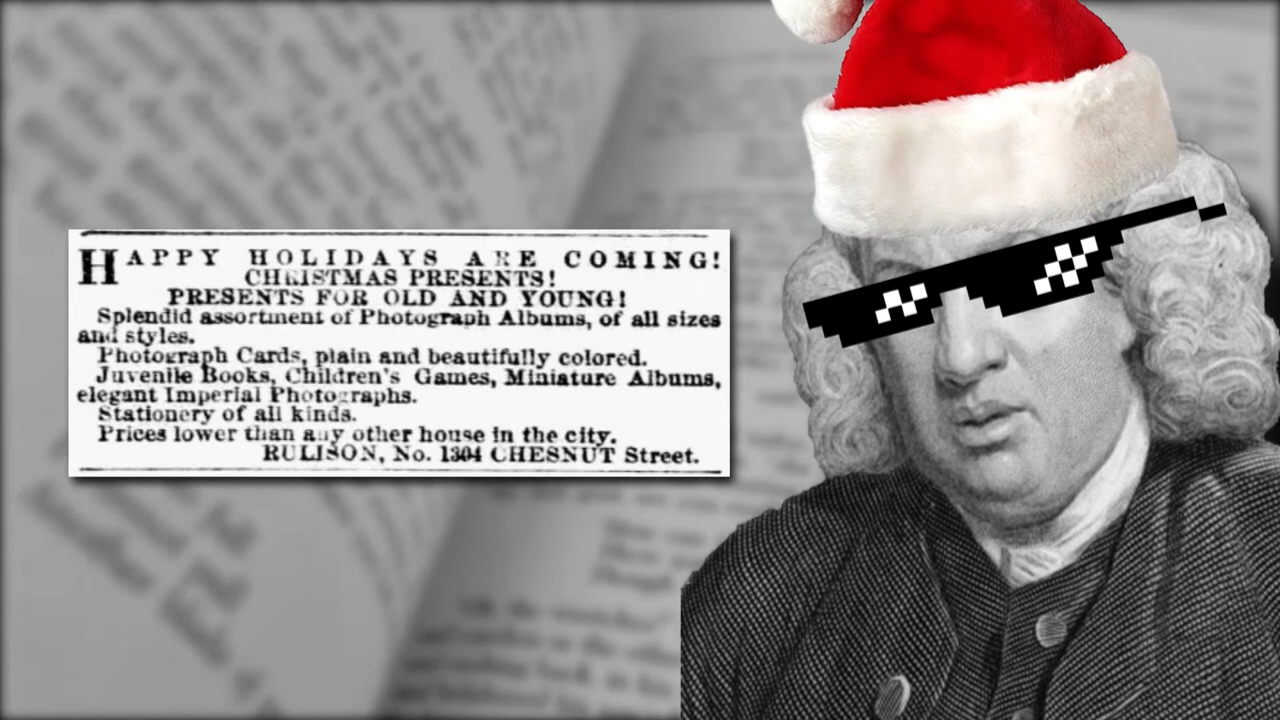 HAPPY HOLIDAYS ARE COMING!
CHRISTMAS PRESENTS!
PRESENTS FOR OLD AND YOUNG!
Splendid assortment of Photograph Albums, of all sizes
and styles.
Photograph Cards, plain and beautifully colored.
Juvenile Books, Children's Games, Miniature Albums,
elegant Imperial Photographs.
Stationery of all kinds.
Prices lower than any other house in the city.
RULISON, No. 1304 CHESNUT Street.